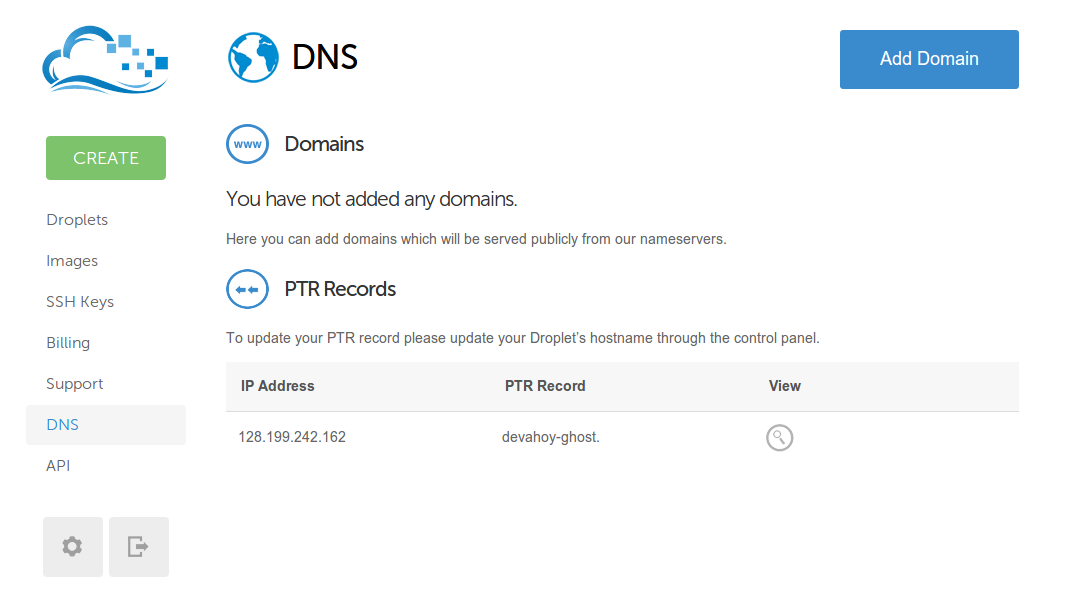 DNS
Add Domain
CREATE
Droplets
Images
SSH Keys
Billing
Support
DNS
API
www Domains
You have not added any domains.
Here you can add domains which will be served publicly from our nameservers.
PTR Records
To update your PTR record please update your Droplet's hostname through the control panel.
IP Address PTR Record View
128.199.242.162 devahoy-ghost.